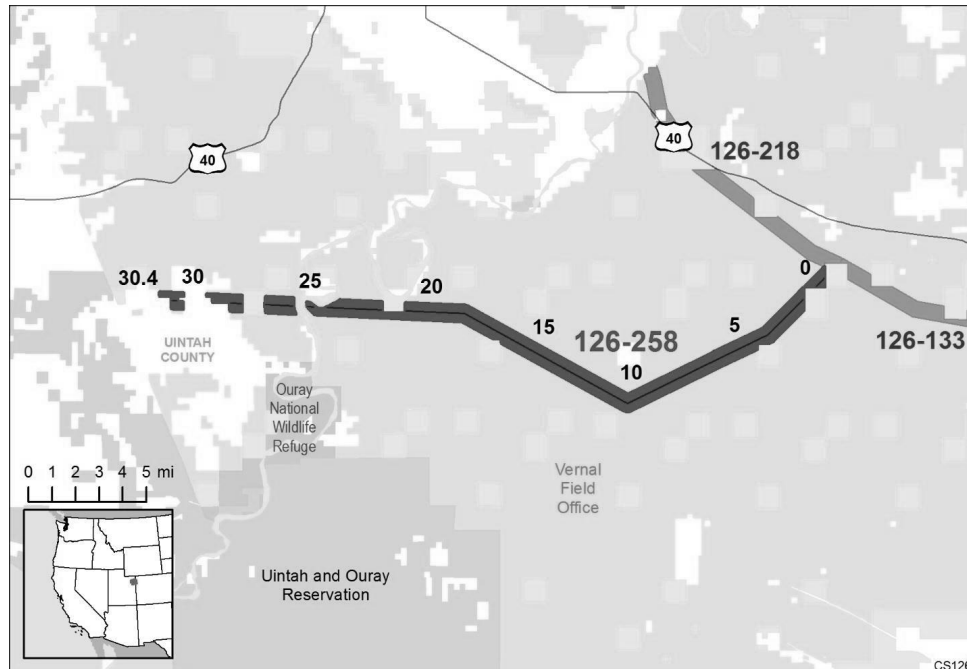 40
126-218
40
0
30.4
30
25
20
15
126-258
5
126-133
UINTAH
COUNTY
10
Ouray
National
Wildlife
Refuge
0 1 2 3 4 5 mi
Vernal
Field
Office
Uintah and Ouray
Reservation